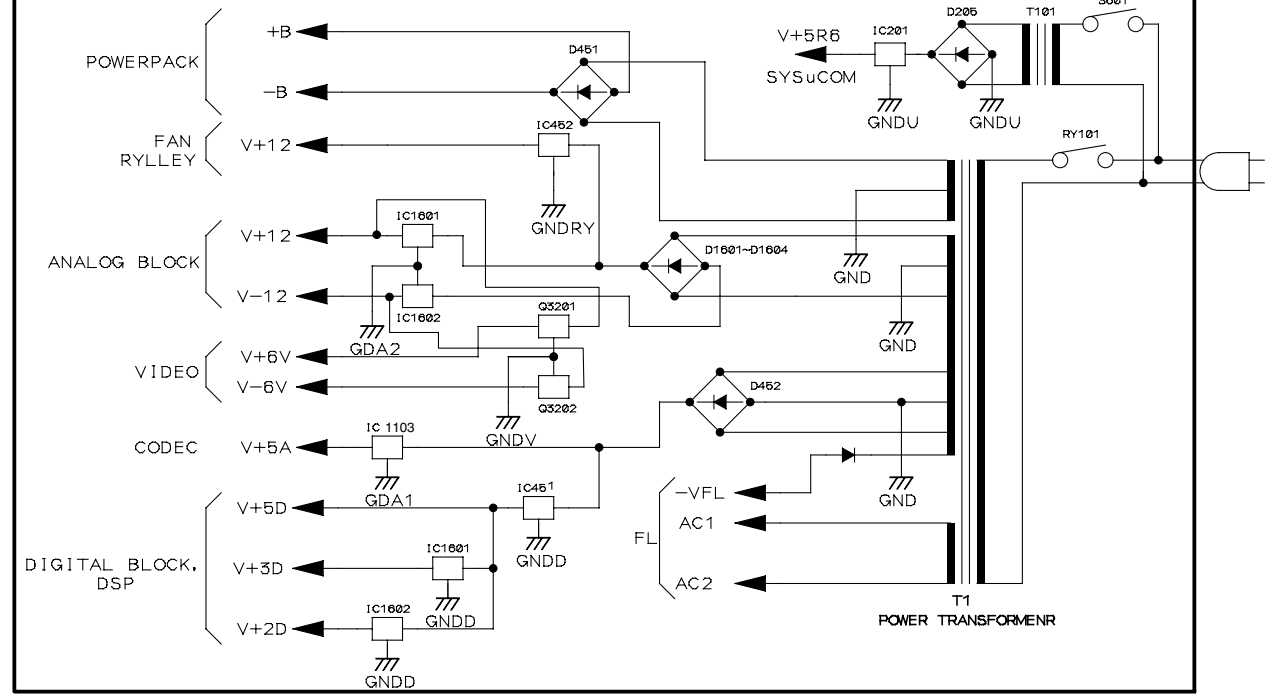 +B
POWERPACK
D451
-B
FAN
RYLLEY
V+12
IC452
GNDRY
V+5R6
SYSuCOM
IC201
D205
T101
S601
GNDU
GNDU
RY101
ANALOG BLOCK
V+12
IC1601
D1601~D1604
GND
V-12
IC1602
GDA2
Q3201
GND
VIDEO
V+6V
V-6V
D452
Q3202
GNDV
CODEC
V+5A
IC 1103
GDA1
GND
FL
-VFL
AC1
AC2
V+5D
IC451
GNDD
DIGITAL BLOCK,
DSP
V+3D
IC1601
GNDD
V+2D
IC1602
GNDD
T1
POWER TRANSFORMENR